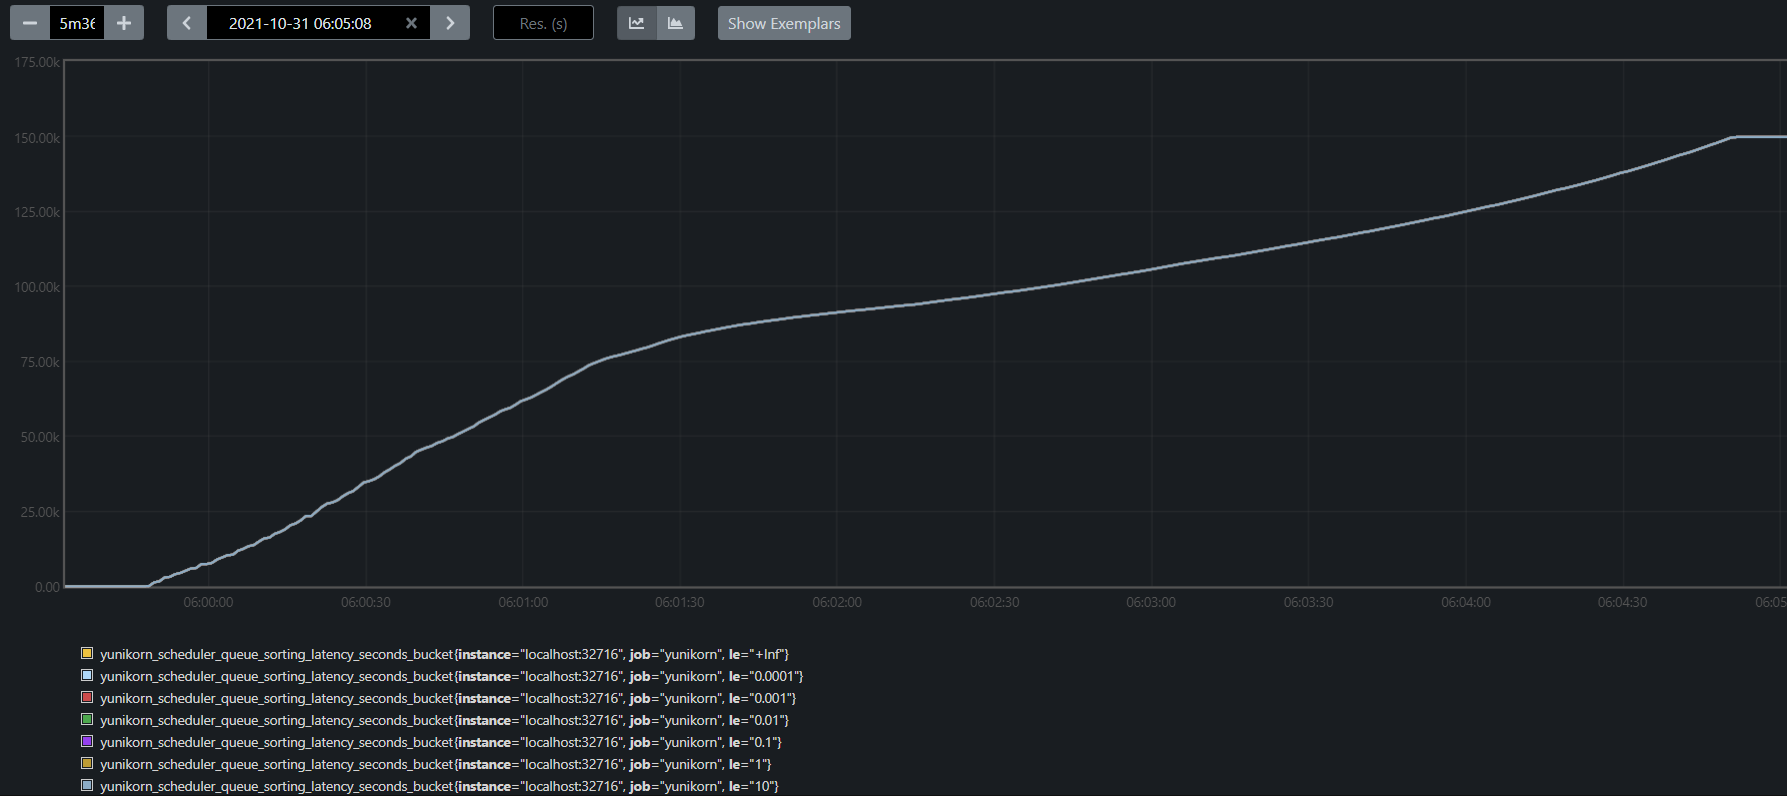 5m36
2021-10-31 06:05:08
Res. (s)
Show Exemplars
175.00k
150.00k
125.00k
100.00k
75.00k
50.00k
25.00k
0.00
06:00:00 06:00:30 06:01:00 06:01:30 06:02:00 06:02:30 06:03:00 06:03:30 06:04:00 06:04:30 06:05
yunikorn_scheduler_queue_sorting_latency_seconds_bucket{instance="localhost:32716", job="yunikorn", le="+Inf"}
yunikorn_scheduler_queue_sorting_latency_seconds_bucket{instance="localhost:32716", job="yunikorn", le="0.0001"}
yunikorn_scheduler_queue_sorting_latency_seconds_bucket{instance="localhost:32716", job="yunikorn", le="0.001"}
yunikorn_scheduler_queue_sorting_latency_seconds_bucket{instance="localhost:32716", job="yunikorn", le="0.01"}
yunikorn_scheduler_queue_sorting_latency_seconds_bucket{instance="localhost:32716", job="yunikorn", le="0.1"}
yunikorn_scheduler_queue_sorting_latency_seconds_bucket{instance="localhost:32716", job="yunikorn", le="1"}
yunikorn_scheduler_queue_sorting_latency_seconds_bucket{instance="localhost:32716", job="yunikorn", le="10"}